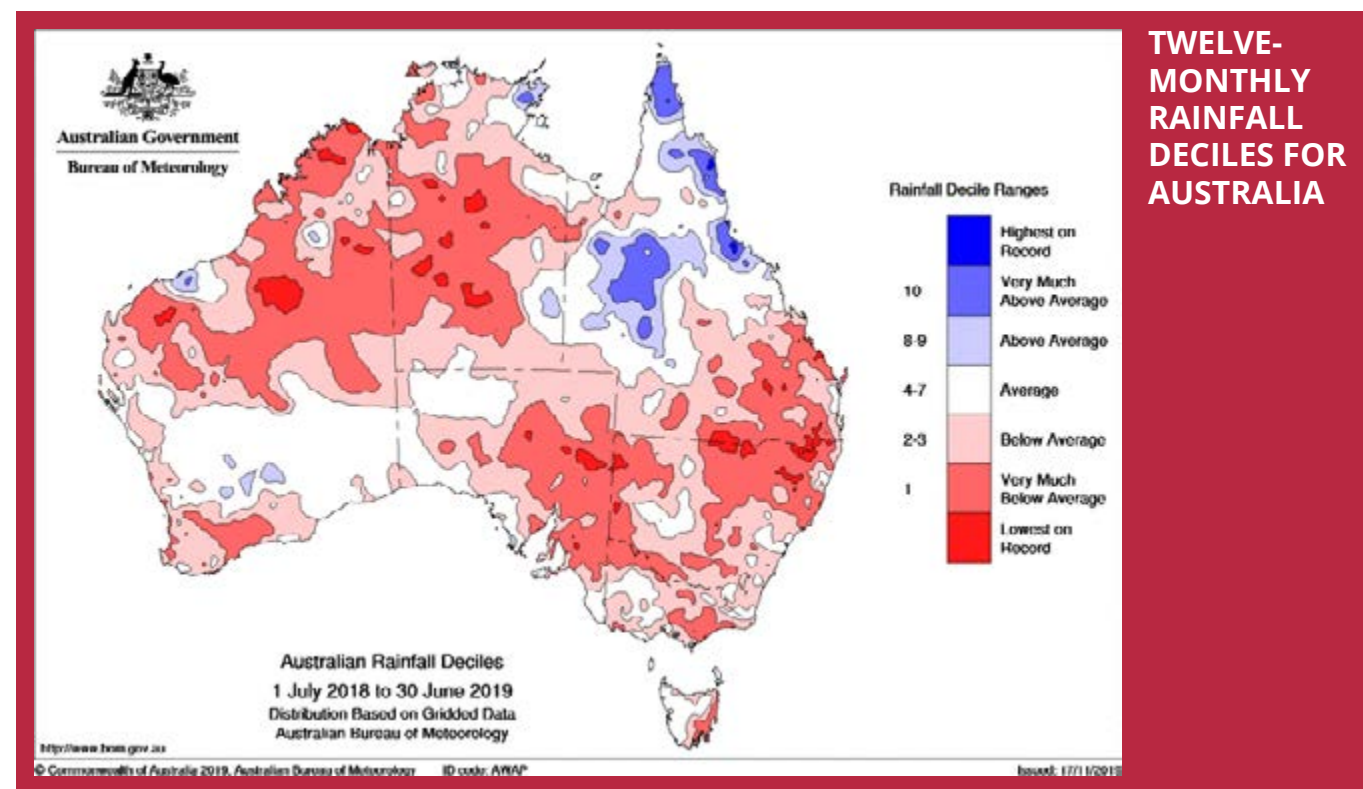 TWELVE-
MONTHLY
RAINFALL
DECILES FOR
AUSTRALIA
Australian Government
Bureau of Meteorology
Rainfall Decile Ranges
Highest on
Record
10
Very Much
Above Average
8-9
Above Average
4-7
Average
2-3
Below Average
1
Very Much
Below Average
Lowest on
Record
Australian Rainfall Deciles
1 July 2018 to 30 June 2019
Distribution Based on Gridded Data
Australian Bureau of Meteorology
http://www.bom.gov.au
© Commonwealth of Australia 2019, Australian Bureau of Meteorology ID code: AWAP Issued: 17/11/2019